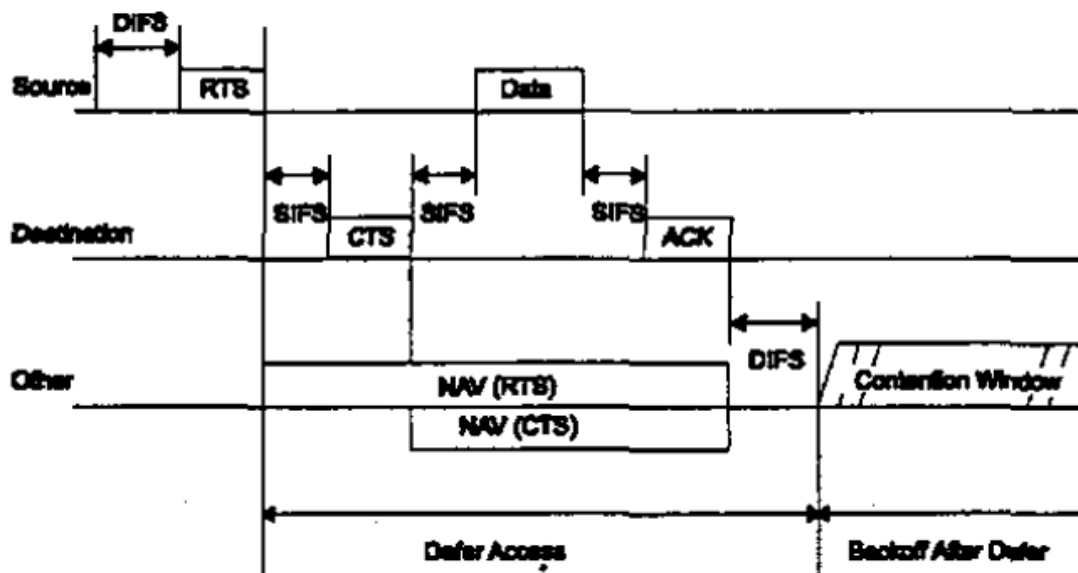 DIFS
Source
RTS
Data
SIFS
SIFS
SIFS
Destination
CTS
ACK
DIFS
Other
NAV (RTS)
Contention Window
NAV (CTS)
Defer Access
Backoff After Defer